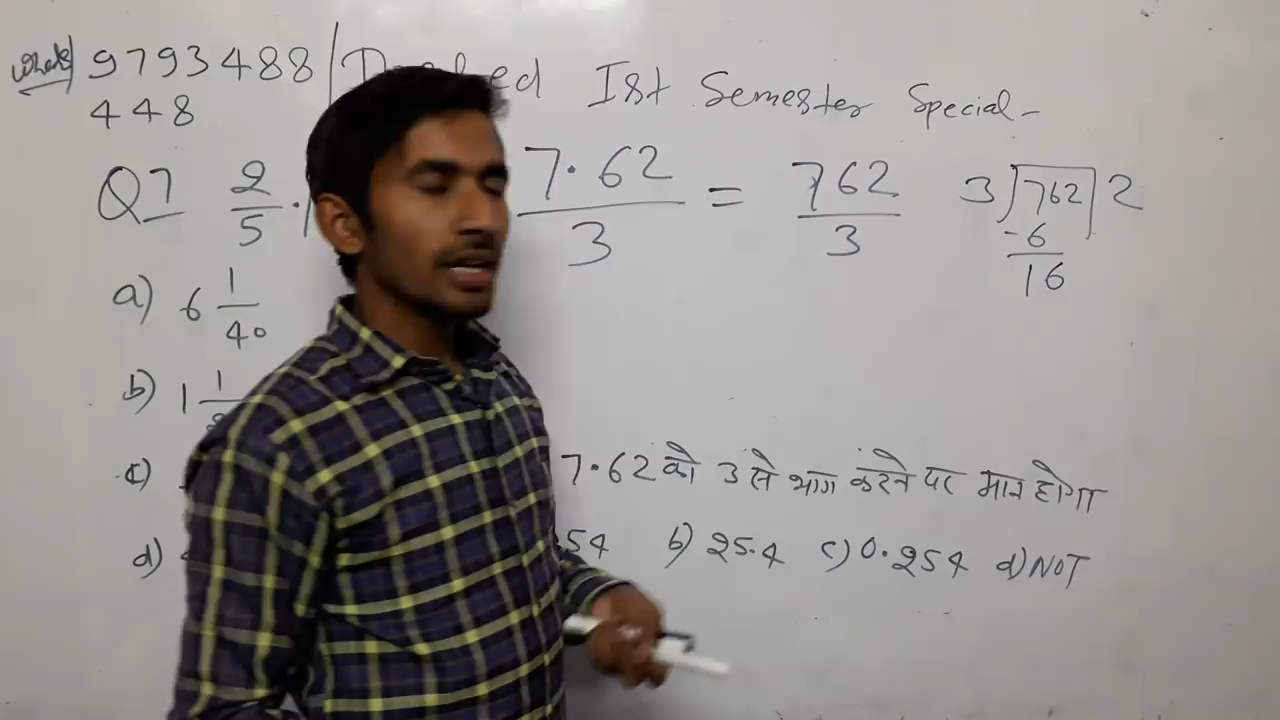 9793488
448
Ist Semester Special-
Q7 2/5 .
7.62/3 = 762/3
3)762(2
-6
16
a) 6 1/40
b) 1 1/
c)
d)
7.62 को 3 से भाग करने पर मान होगा
.54 b) 25.4 c) 0.254 d) NOT